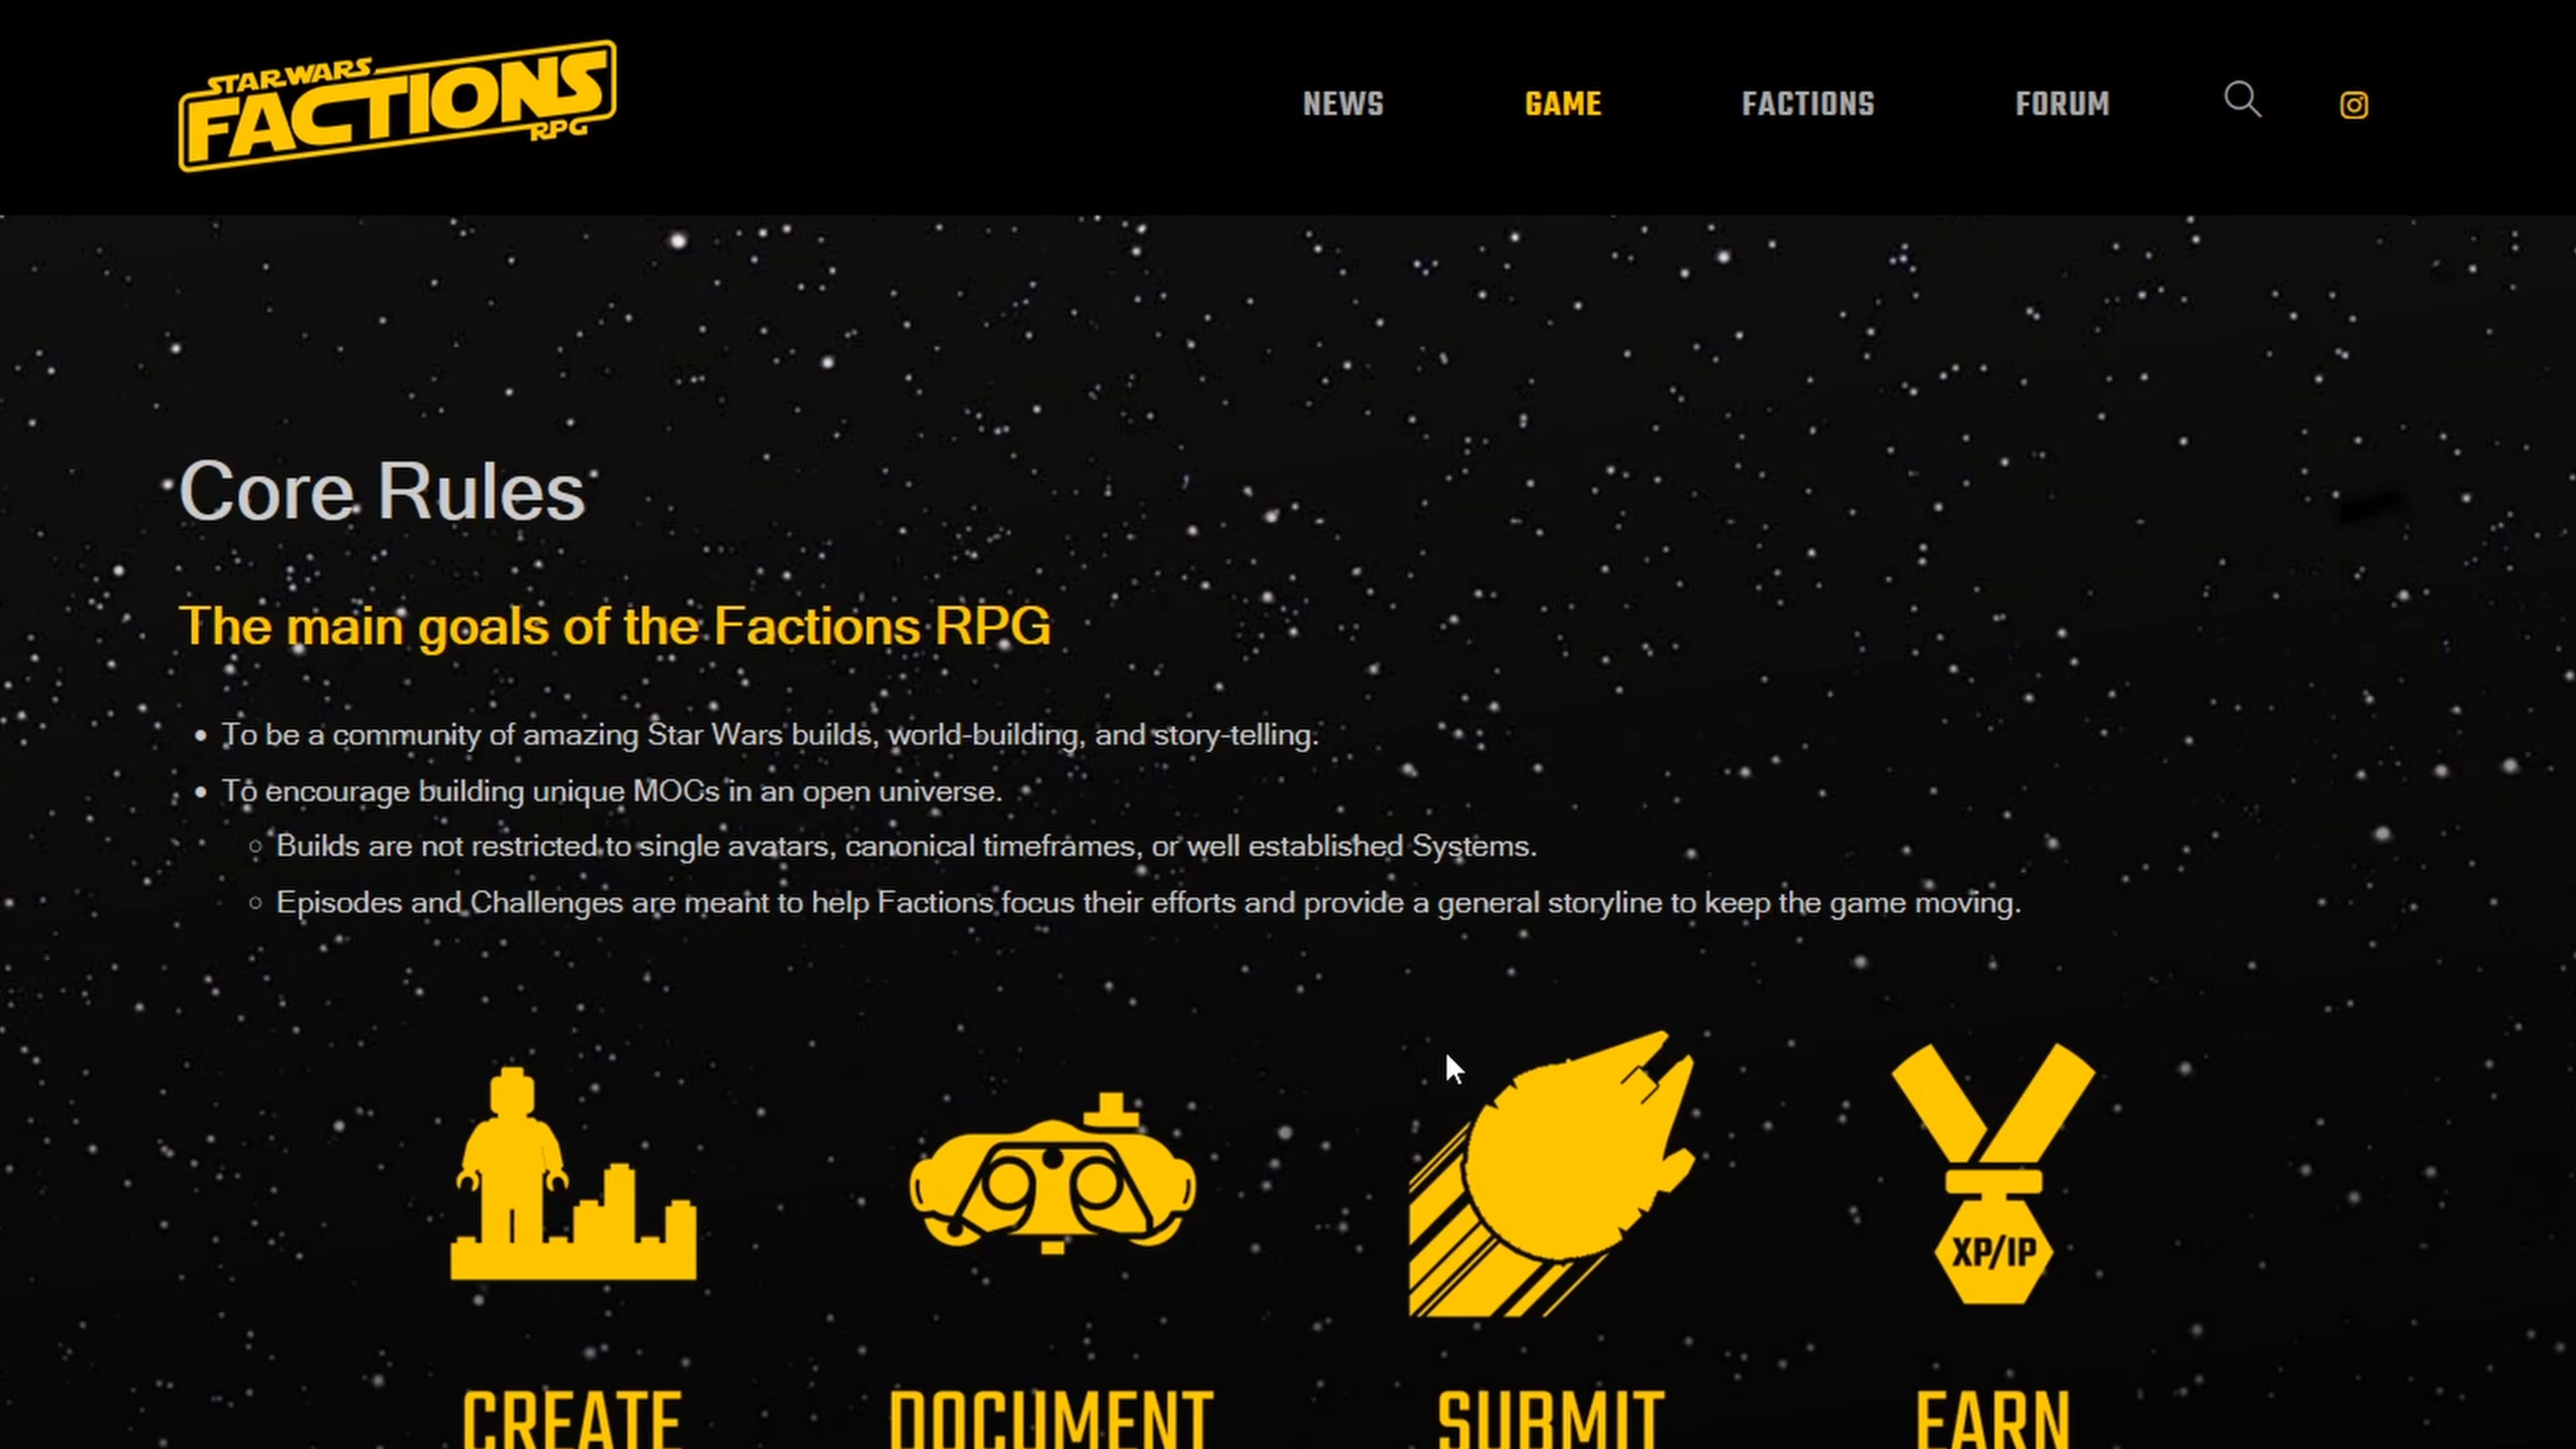 STAR WARS
FACTIONS
RPG
NEWS
GAME
FACTIONS
FORUM
Core Rules
The main goals of the Factions RPG
• To be a community of amazing Star Wars builds, world-building, and story-telling.
• To encourage building unique MOCs in an open universe.
○ Builds are not restricted to single avatars, canonical timeframes, or well established Systems.
○ Episodes and Challenges are meant to help Factions focus their efforts and provide a general storyline to keep the game moving.
XP/IP
CREATE
DOCUMENT
SUBMIT
EARN